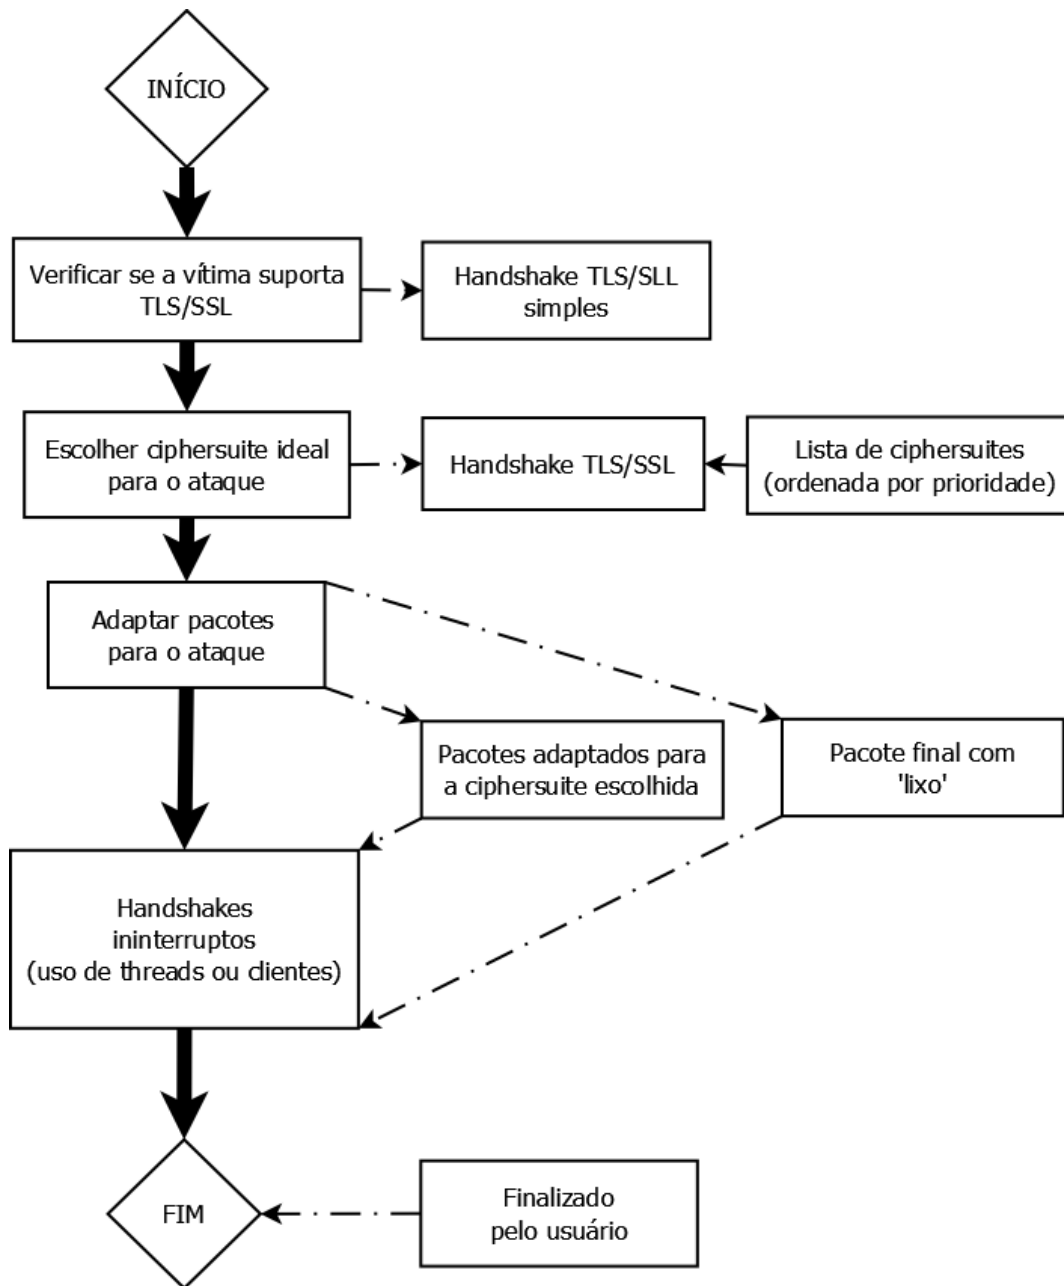 INÍCIO
Verificar se a vítima suporta
TLS/SSL
Handshake TLS/SLL
simples
Escolher ciphersuite ideal
para o ataque
Handshake TLS/SSL
Lista de ciphersuites
(ordenada por prioridade)
Adaptar pacotes
para o ataque
Pacotes adaptados para
a ciphersuite escolhida
Pacote final com
'lixo'
Handshakes
ininterruptos
(uso de threads ou clientes)
FIM
Finalizado
pelo usuário